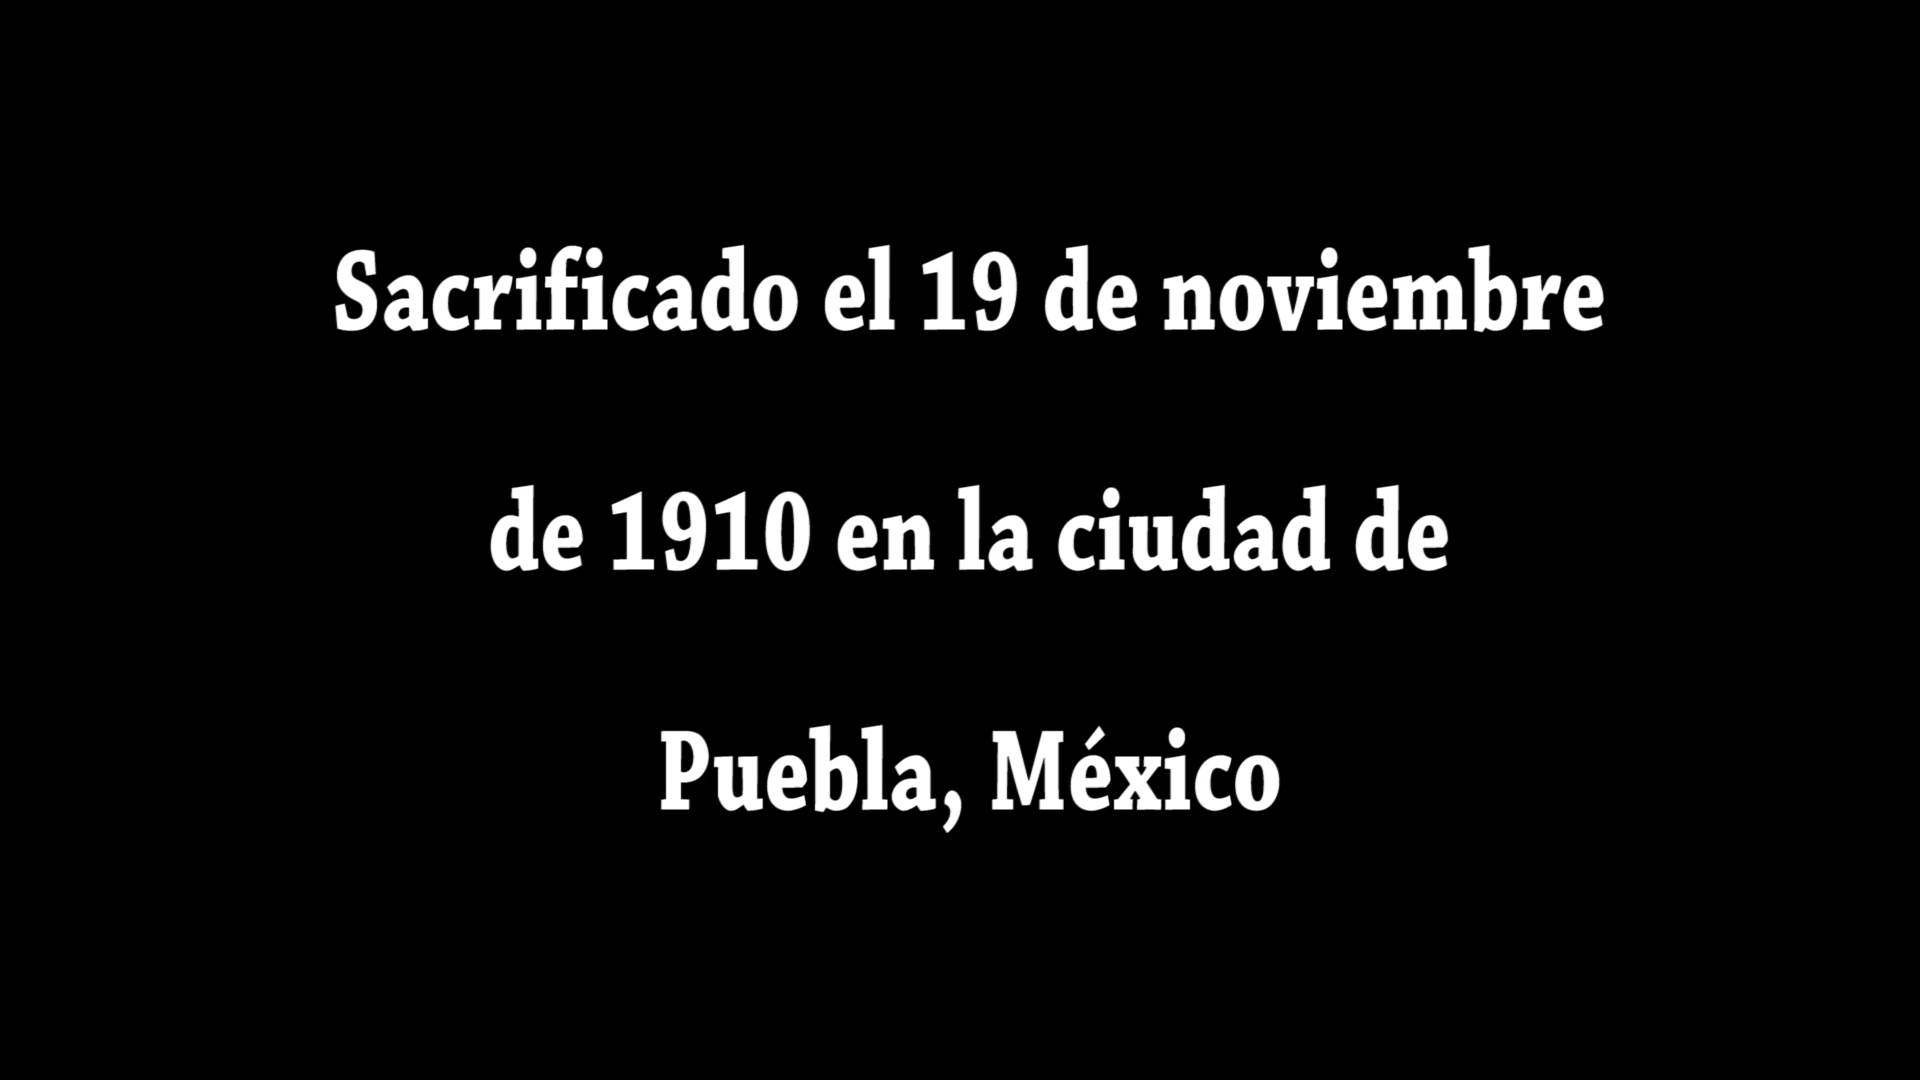 Sacrificado el 19 de noviembre
de 1910 en la ciudad de
Puebla, México